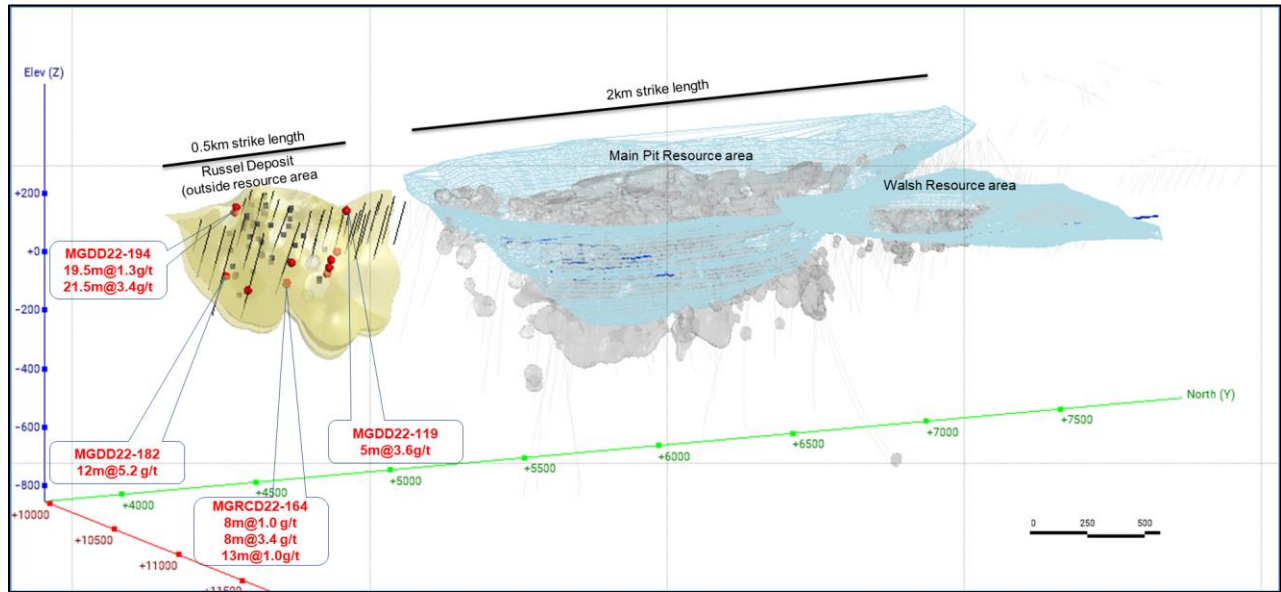 Elev (Z)
2km strike length
0.5km strike length
Russel Deposit
(outside resource area
Main Pit Resource area
Walsh Resource area
+200
+0
-200
-400
-600
-800
MGDD22-194
19.5m@1.3g/t
21.5m@3.4g/t
MGDD22-182
12m@5.2 g/t
MGDD22-119
5m@3.6g/t
MGRCD22-164
8m@1.0 g/t
8m@3.4 g/t
13m@1.0g/t
North (Y)
+4000
+4500
+5000
+5500
+6000
+6500
+7000
+7500
+10000
+10500
+11000
+11500
0 250 500